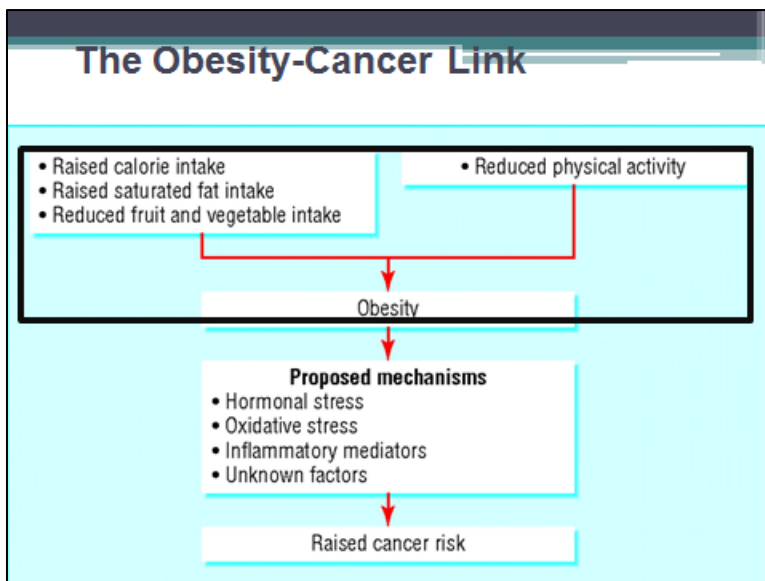 The Obesity-Cancer Link
• Raised calorie intake
• Raised saturated fat intake
• Reduced fruit and vegetable intake
• Reduced physical activity
Obesity
Proposed mechanisms
• Hormonal stress
• Oxidative stress
• Inflammatory mediators
• Unknown factors
Raised cancer risk